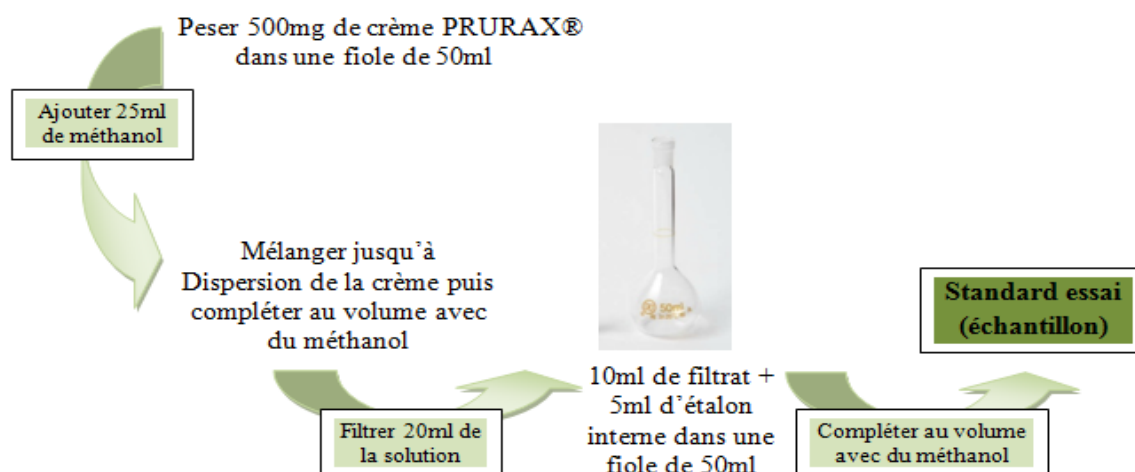 Peser 500mg de crème PRURAX®
dans une fiole de 50ml
Ajouter 25ml
de méthanol
Mélanger jusqu’à
Dispersion de la crème puis
compléter au volume avec
du méthanol
Filtrer 20ml de
la solution
50ml
10ml de filtrat +
5ml d’étalon
interne dans une
fiole de 50ml
Compléter au volume
avec du méthanol
Standard essai
(échantillon)